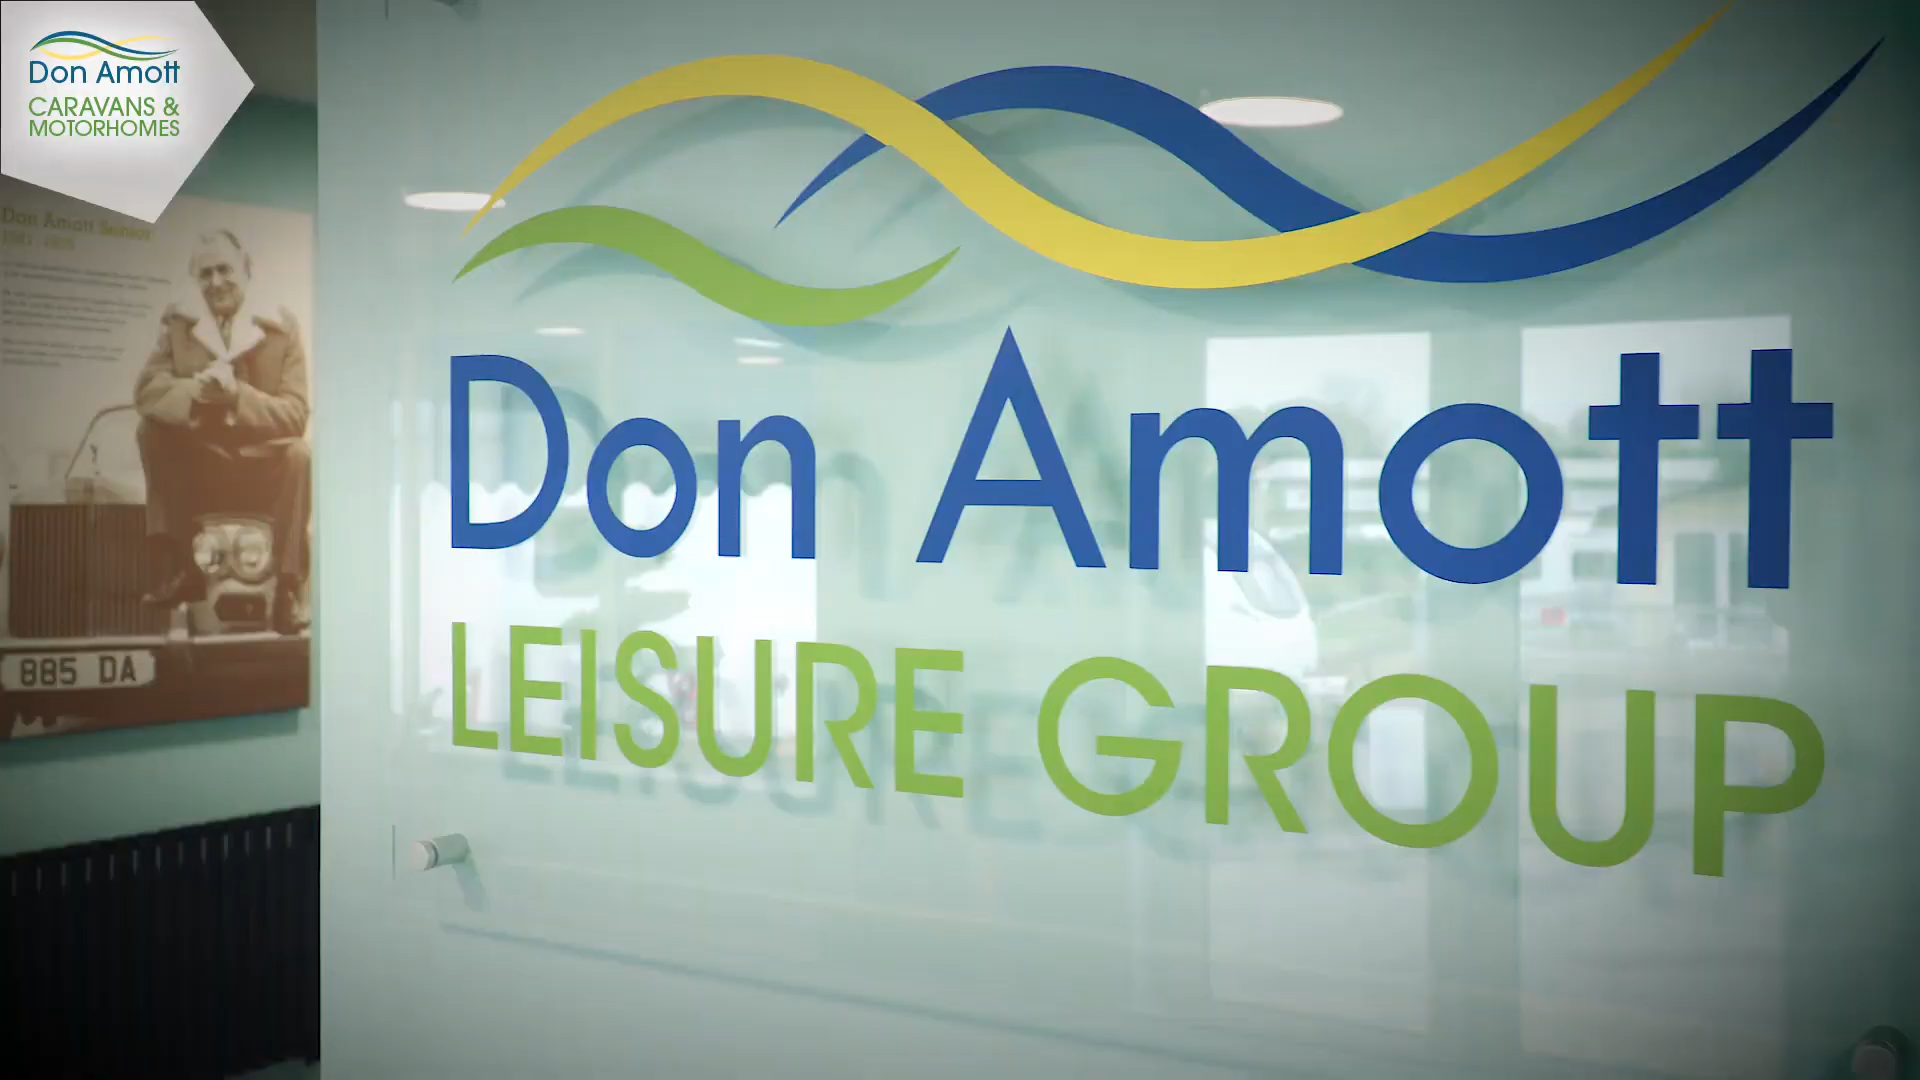 Don Amott
CARAVANS &
MOTORHOMES
Don Amott Senior
Don Amott
LEISURE GROUP
885 DA